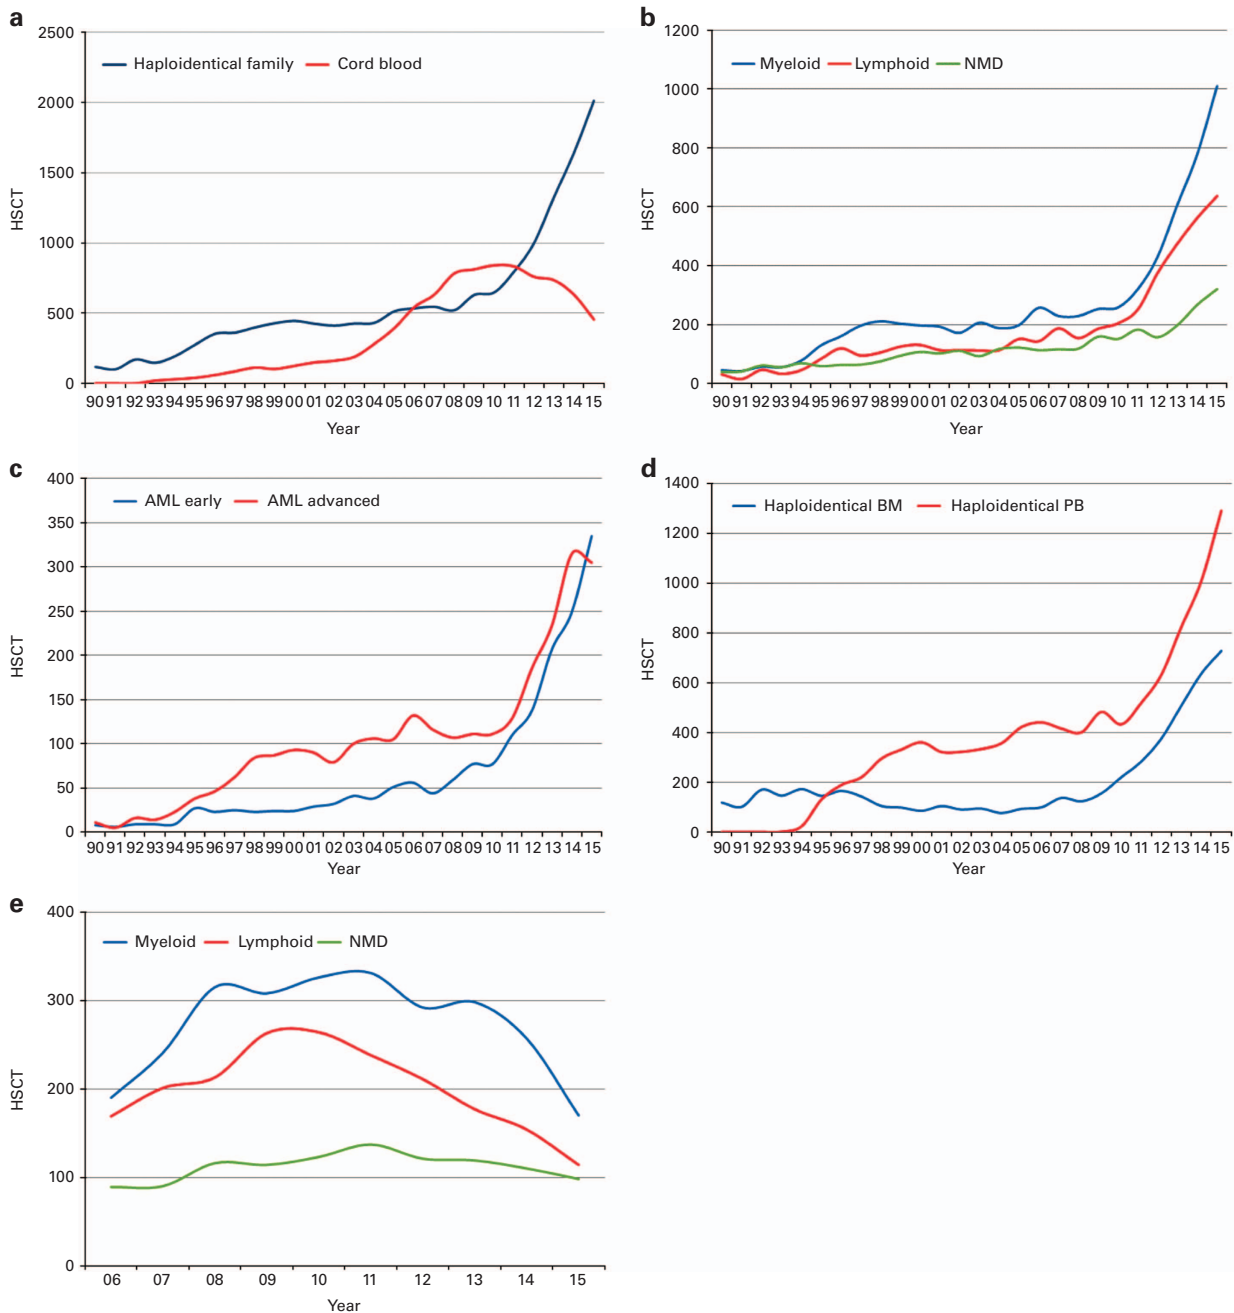 a
2500
2000
1500
1000
500
0
HSCT
Haploidentical family Cord blood
90 91 92 93 94 95 96 97 98 99 00 01 02 03 04 05 06 07 08 09 10 11 12 13 14 15
Year
b
1200
1000
800
600
400
200
0
HSCT
Myeloid Lymphoid NMD
90 91 92 93 94 95 96 97 98 99 00 01 02 03 04 05 06 07 08 09 10 11 12 13 14 15
Year
c
400
350
300
250
200
150
100
50
0
HSCT
AML early AML advanced
90 91 92 93 94 95 96 97 98 99 00 01 02 03 04 05 06 07 08 09 10 11 12 13 14 15
Year
d
1400
1200
1000
800
600
400
200
0
HSCT
Haploidentical BM Haploidentical PB
90 91 92 93 94 95 96 97 98 99 00 01 02 03 04 05 06 07 08 09 10 11 12 13 14 15
Year
e
400
300
200
100
0
HSCT
Myeloid Lymphoid NMD
06 07 08 09 10 11 12 13 14 15
Year